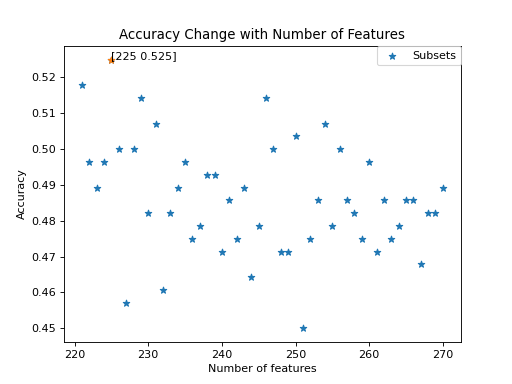 Accuracy Change with Number of Features
[225 0.525]
Subsets
0.52
0.51
0.50
0.49
0.48
0.47
0.46
0.45
Accuracy
220 230 240 250 260 270
Number of features